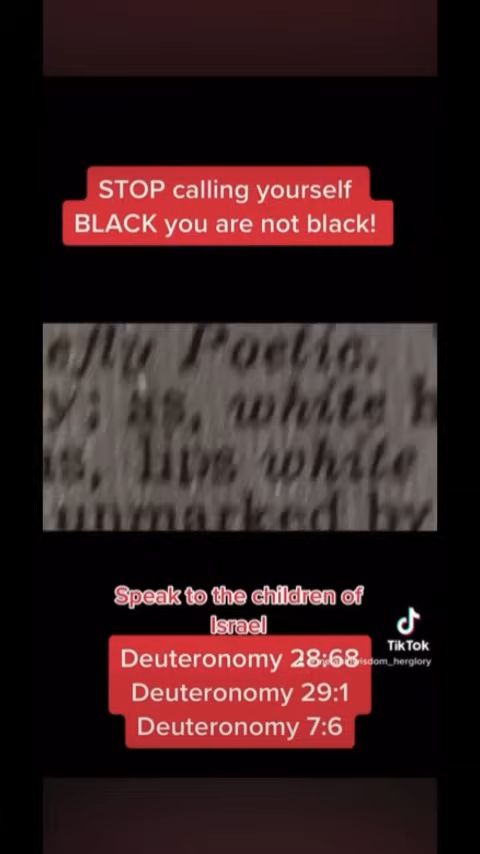 STOP calling yourself
BLACK you are not black!
Poetic.
as, white
lips white
unmarked by
Speak to the children of
Israel
Deuteronomy 28:68
TikTok
Deuteronomy 29:1
Deuteronomy 7:6